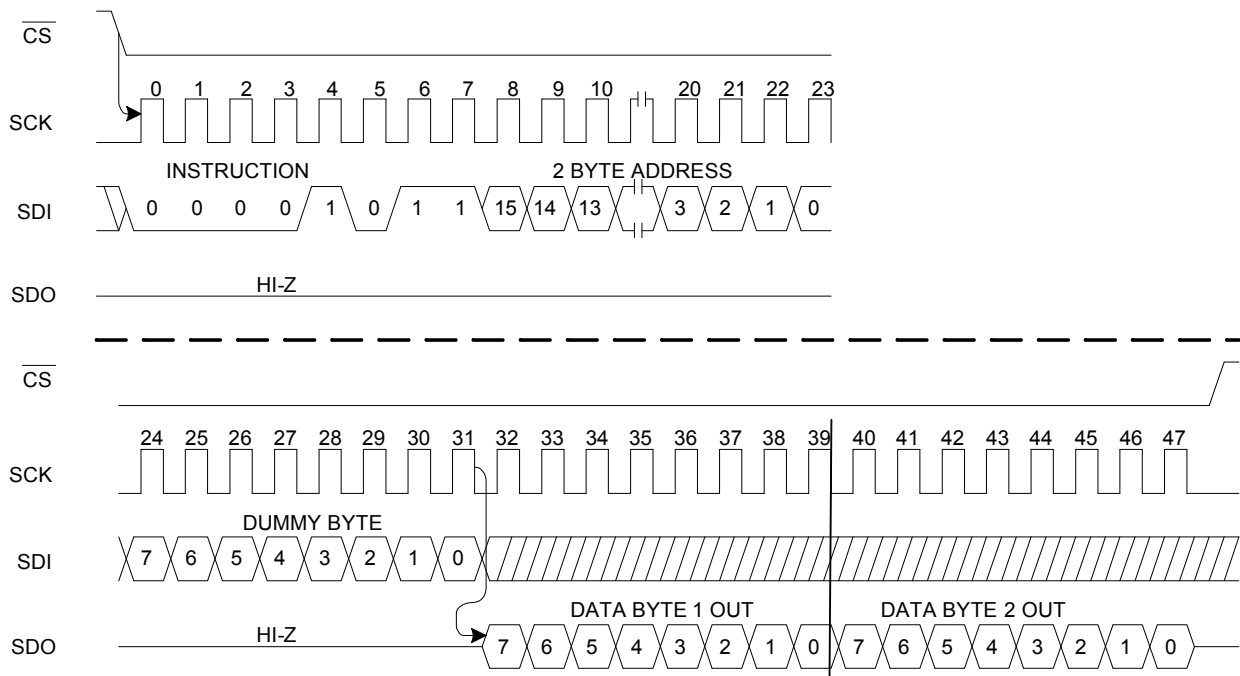 CS
0 1 2 3 4 5 6 7 8 9 10 20 21 22 23
SCK
INSTRUCTION 2 BYTE ADDRESS
SDI 0 0 0 0 1 0 1 1 15 14 13 3 2 1 0
HI-Z
SDO
CS
24 25 26 27 28 29 30 31 32 33 34 35 36 37 38 39 40 41 42 43 44 45 46 47
SCK
DUMMY BYTE
SDI 7 6 5 4 3 2 1 0
DATA BYTE 1 OUT DATA BYTE 2 OUT
SDO HI-Z 7 6 5 4 3 2 1 0 7 6 5 4 3 2 1 0